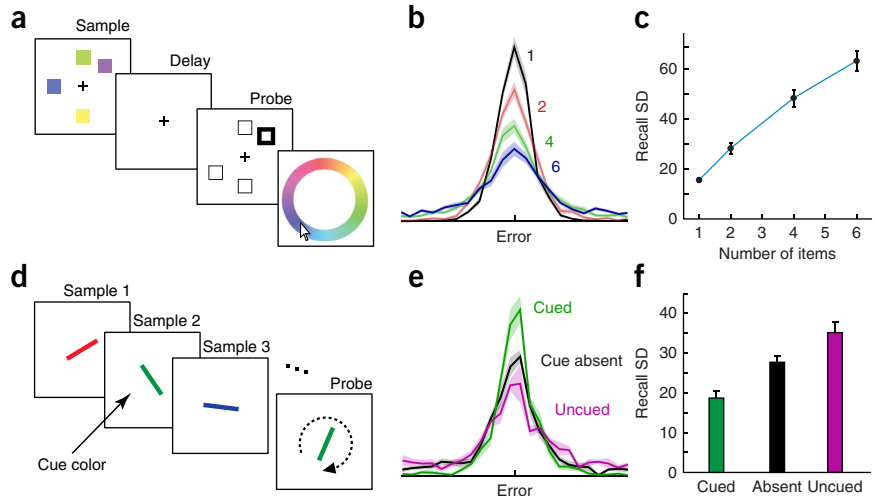 a
Sample
Delay
Probe
b
1
2
4
6
Error
c
Recall SD
60
40
20
0
1 2 3 4 5 6
Number of items
d
Sample 1
Sample 2
Sample 3
Probe
Cue color
e
Cued
Cue absent
Uncued
Error
f
Recall SD
40
30
20
10
0
Cued Absent Uncued